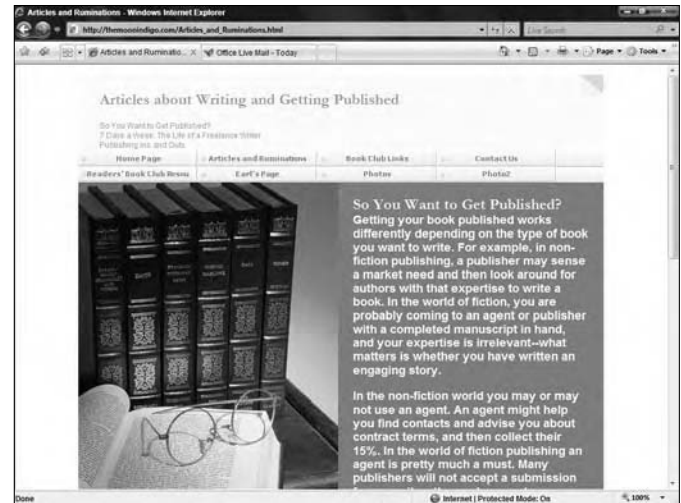 Articles and Ruminations - Windows Internet Explorer
http://themooninindigo.com/Articles_and_Ruminations.html
Live Search
Articles and Ruminatio... X Office Live Mail - Today
Page Tools
Articles about Writing and Getting Published
So You Want to Get Published?
7 Days a Week: The Life of a Freelance Writer
Publishing Ins and Outs
Home Page Articles and Ruminations Book Club Links Contact Us
Readers' Book Club Menu Earl's Page Photos Photo2
So You Want to Get Published?
Getting your book published works
differently depending on the type of book
you want to write. For example, in non-
fiction publishing, a publisher may sense
a market need and then look around for
authors with that expertise to write a
book. In the world of fiction, you are
probably coming to an agent or publisher
with a completed manuscript in hand,
and your expertise is irrelevant--what
matters is whether you have written an
engaging story.
In the non-fiction world you may or may
not use an agent. An agent might help
you find contacts and advise you about
contract terms, and then collect their
15%. In the world of fiction publishing an
agent is pretty much a must. Many
publishers will not accept a submission
Done Internet | Protected Mode: On 100%